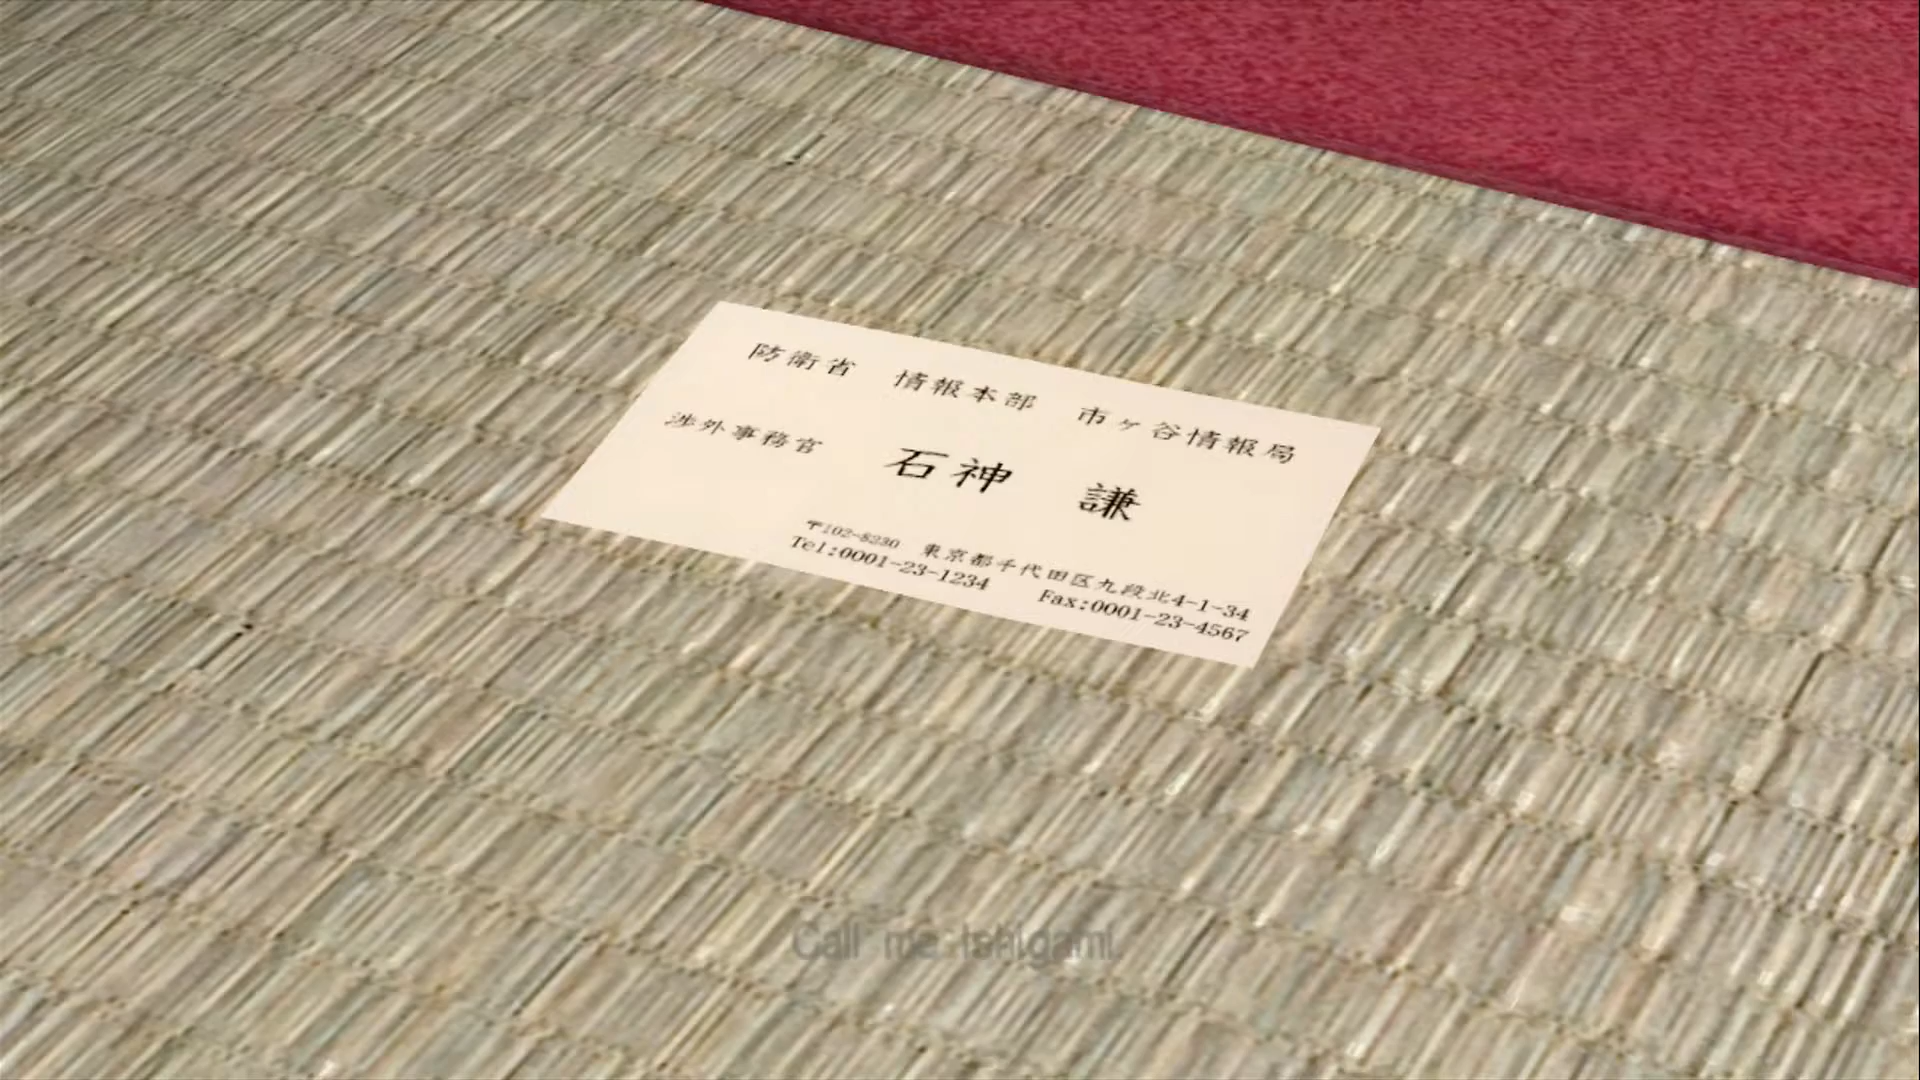 防衛省 情報本部 市ヶ谷情報局
渉外事務官 石神 謙
〒102-8230 東京都千代田区九段北4-1-34
Tel:0001-23-1234 Fax:0001-23-4567
Call me Ishigami.